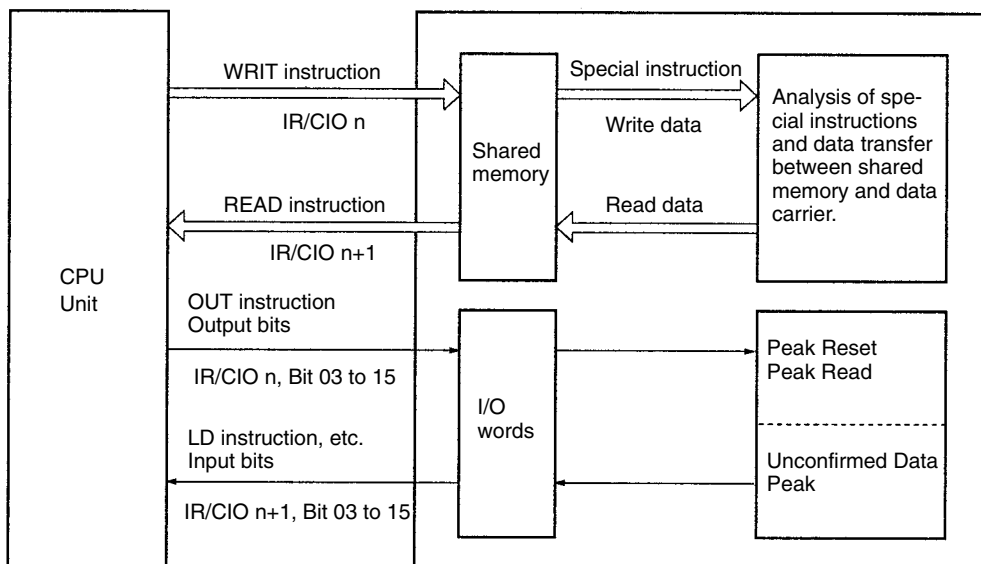 CPU
Unit
WRIT instruction
IR/CIO n
READ instruction
IR/CIO n+1
OUT instruction
Output bits
IR/CIO n, Bit 03 to 15
LD instruction, etc.
Input bits
IR/CIO n+1, Bit 03 to 15
Shared
memory
I/O
words
Special instruction
Write data
Read data
Analysis of spe-
cial instructions
and data transfer
between shared
memory and data
carrier.
Peak Reset
Peak Read
Unconfirmed Data
Peak